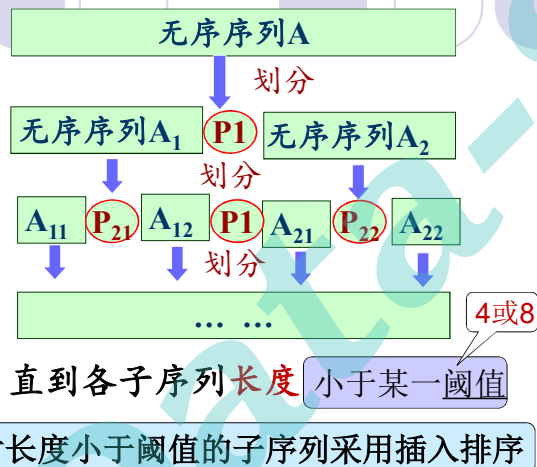 无序序列A
划分
无序序列A₁ P1 无序序列A₂
划分
A₁₁ P₂₁ A₁₂ P1 A₂₁ P₂₂ A₂₂
划分
... ...
4或8
直到各子序列长度 小于某一阈值
长度小于阈值的子序列采用插入排序